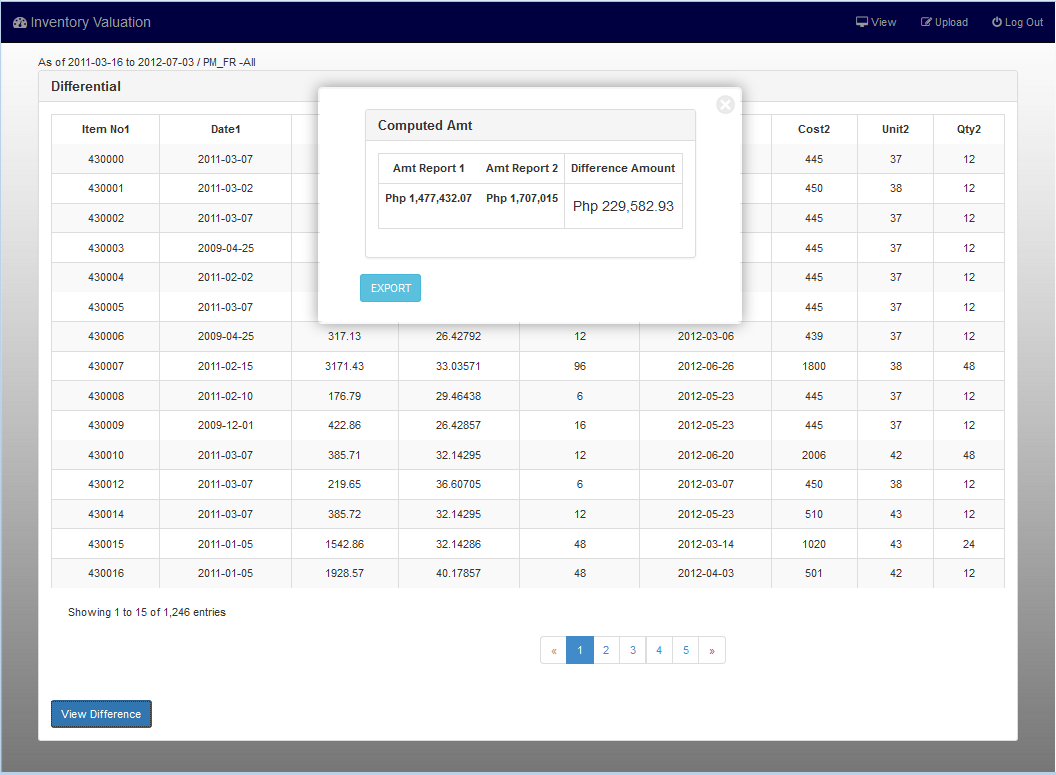 Inventory Valuation View Upload Log Out
As of 2011-03-16 to 2012-07-03 / PM_FR -All
Differential
Item No1 Date1 Cost2 Unit2 Qty2
430000 2011-03-07 445 37 12
430001 2011-03-02 450 38 12
430002 2011-03-07 445 37 12
430003 2009-04-25 445 37 12
430004 2011-02-02 445 37 12
430005 2011-03-07 445 37 12
430006 2009-04-25 317.13 26.42792 12 2012-03-06 439 37 12
430007 2011-02-15 3171.43 33.03571 96 2012-06-26 1800 38 48
430008 2011-02-10 176.79 29.46438 6 2012-05-23 445 37 12
430009 2009-12-01 422.86 26.42857 16 2012-05-23 445 37 12
430010 2011-03-07 385.71 32.14295 12 2012-06-20 2006 42 48
430012 2011-03-07 219.65 36.60705 6 2012-03-07 450 38 12
430014 2011-03-07 385.72 32.14295 12 2012-05-23 510 43 12
430015 2011-01-05 1542.86 32.14286 48 2012-03-14 1020 43 24
430016 2011-01-05 1928.57 40.17857 48 2012-04-03 501 42 12
Computed Amt
Amt Report 1 Amt Report 2 Difference Amount
Php 1,477,432.07 Php 1,707,015 Php 229,582.93
EXPORT
Showing 1 to 15 of 1,246 entries
« 1 2 3 4 5 »
View Difference